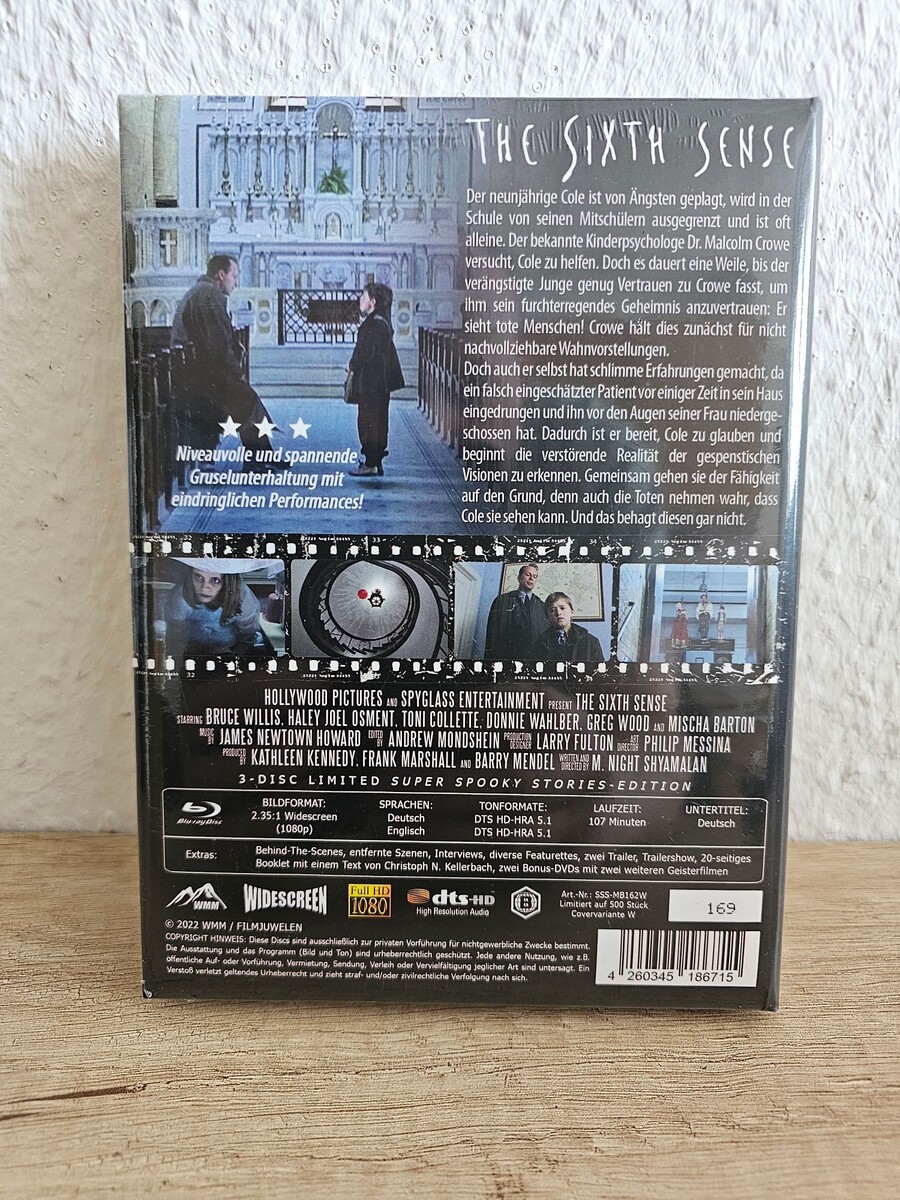 THE SIXTH SENSE
Der neunjährige Cole ist von Ängsten geplagt, wird in der
Schule von seinen Mitschülern ausgegrenzt und ist oft
alleine. Der bekannte Kinderpsychologe Dr. Malcolm Crowe
versucht, Cole zu helfen. Doch es dauert eine Weile, bis der
verängstigte Junge genug Vertrauen zu Crowe fasst, um
ihm sein furchterregendes Geheimnis anzuvertrauen: Er
sieht tote Menschen! Crowe hält dies zunächst für nicht
nachvollziehbare Wahnvorstellungen.
Doch auch er selbst hat schlimme Erfahrungen gemacht, da
ein falsch eingeschätzter Patient vor einiger Zeit in sein Haus
eingedrungen und ihn vor den Augen seiner Frau niederge-
schossen hat. Dadurch ist er bereit, Cole zu glauben und
beginnt die verstörende Realität der gespenstischen
Visionen zu erkennen. Gemeinsam gehen sie der Fähigkeit
auf den Grund, denn auch die Toten nehmen wahr, dass
Cole sie sehen kann. Und das behagt diesen gar nicht.
Niveauvolle und spannende
Gruselunterhaltung mit
eindringlichen Performances!
32 33 34
32
HOLLYWOOD PICTURES AND SPYGLASS ENTERTAINMENT PRESENT THE SIXTH SENSE
STARRING BRUCE WILLIS, HALEY JOEL OSMENT, TONI COLLETTE, DONNIE WAHLBER, GREG WOOD AND MISCHA BARTON
MUSIC BY JAMES NEWTOWN HOWARD EDITED BY ANDREW MONDSHEIN PRODUCTION DESIGNER LARRY FULTON ART DIRECTOR PHILIP MESSINA
PRODUCED BY KATHLEEN KENNEDY, FRANK MARSHALL AND BARRY MENDEL WRITTEN AND DIRECTED BY M. NIGHT SHYAMALAN
3-DISC LIMITED SUPER SPOOKY STORIES-EDITION
Blu-ray Disc
BILDFORMAT: SPRACHEN: TONFORMATE: LAUFZEIT: UNTERTITEL:
2.35:1 Widescreen Deutsch DTS HD-HRA 5.1 107 Minuten Deutsch
(1080p) Englisch DTS HD-HRA 5.1
Extras: Behind-The-Scenes, entfernte Szenen, Interviews, diverse Featurettes, zwei Trailer, Trailershow, 20-seitiges
Booklet mit einem Text von Christoph N. Kellerbach, zwei Bonus-DVDs mit zwei weiteren Geisterfilmen
WMM
WIDESCREEN
Full HD
1080
dts-HD
High Resolution Audio
Art.-Nr.: SSS-MB162W
Limitiert auf 500 Stück
Covervariante W
169
© 2022 WMM / FILMJUWELEN
COPYRIGHT HINWEIS: Diese Discs sind ausschließlich zur privaten Vorführung für nichtgewerbliche Zwecke bestimmt.
Die Ausstattung und das Programm (Bild und Ton) sind urheberrechtlich geschützt. Jede andere Nutzung, wie z.B.
öffentliche Auf- oder Vorführung, Vermietung, Sendung, Verleih oder Vervielfältigung jeglicher Art sind untersagt. Ein
Verstoß verletzt geltendes Urheberrecht und zieht straf- und/oder zivilrechtliche Verfolgung nach sich.
4 260345 186715